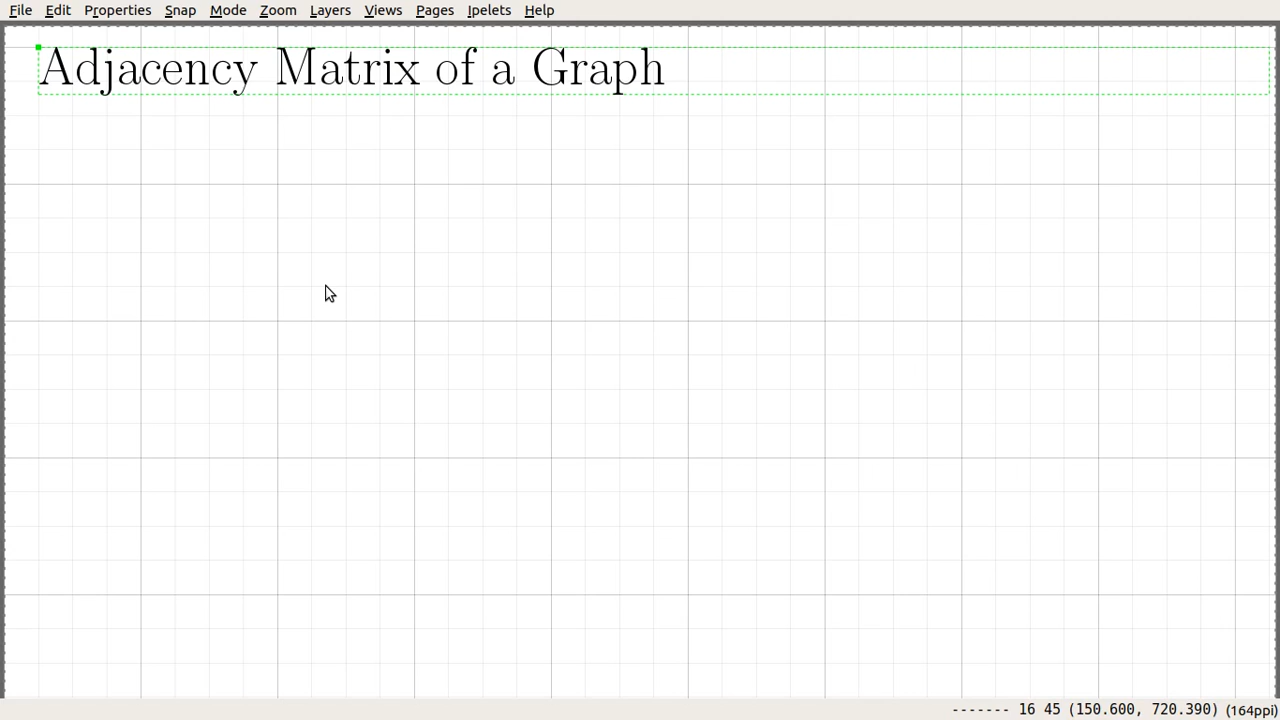 File Edit Properties Snap Mode Zoom Layers Views Pages Ipelets Help
Adjacency Matrix of a Graph
------- 16 45 (150.600, 720.390) (164ppi)